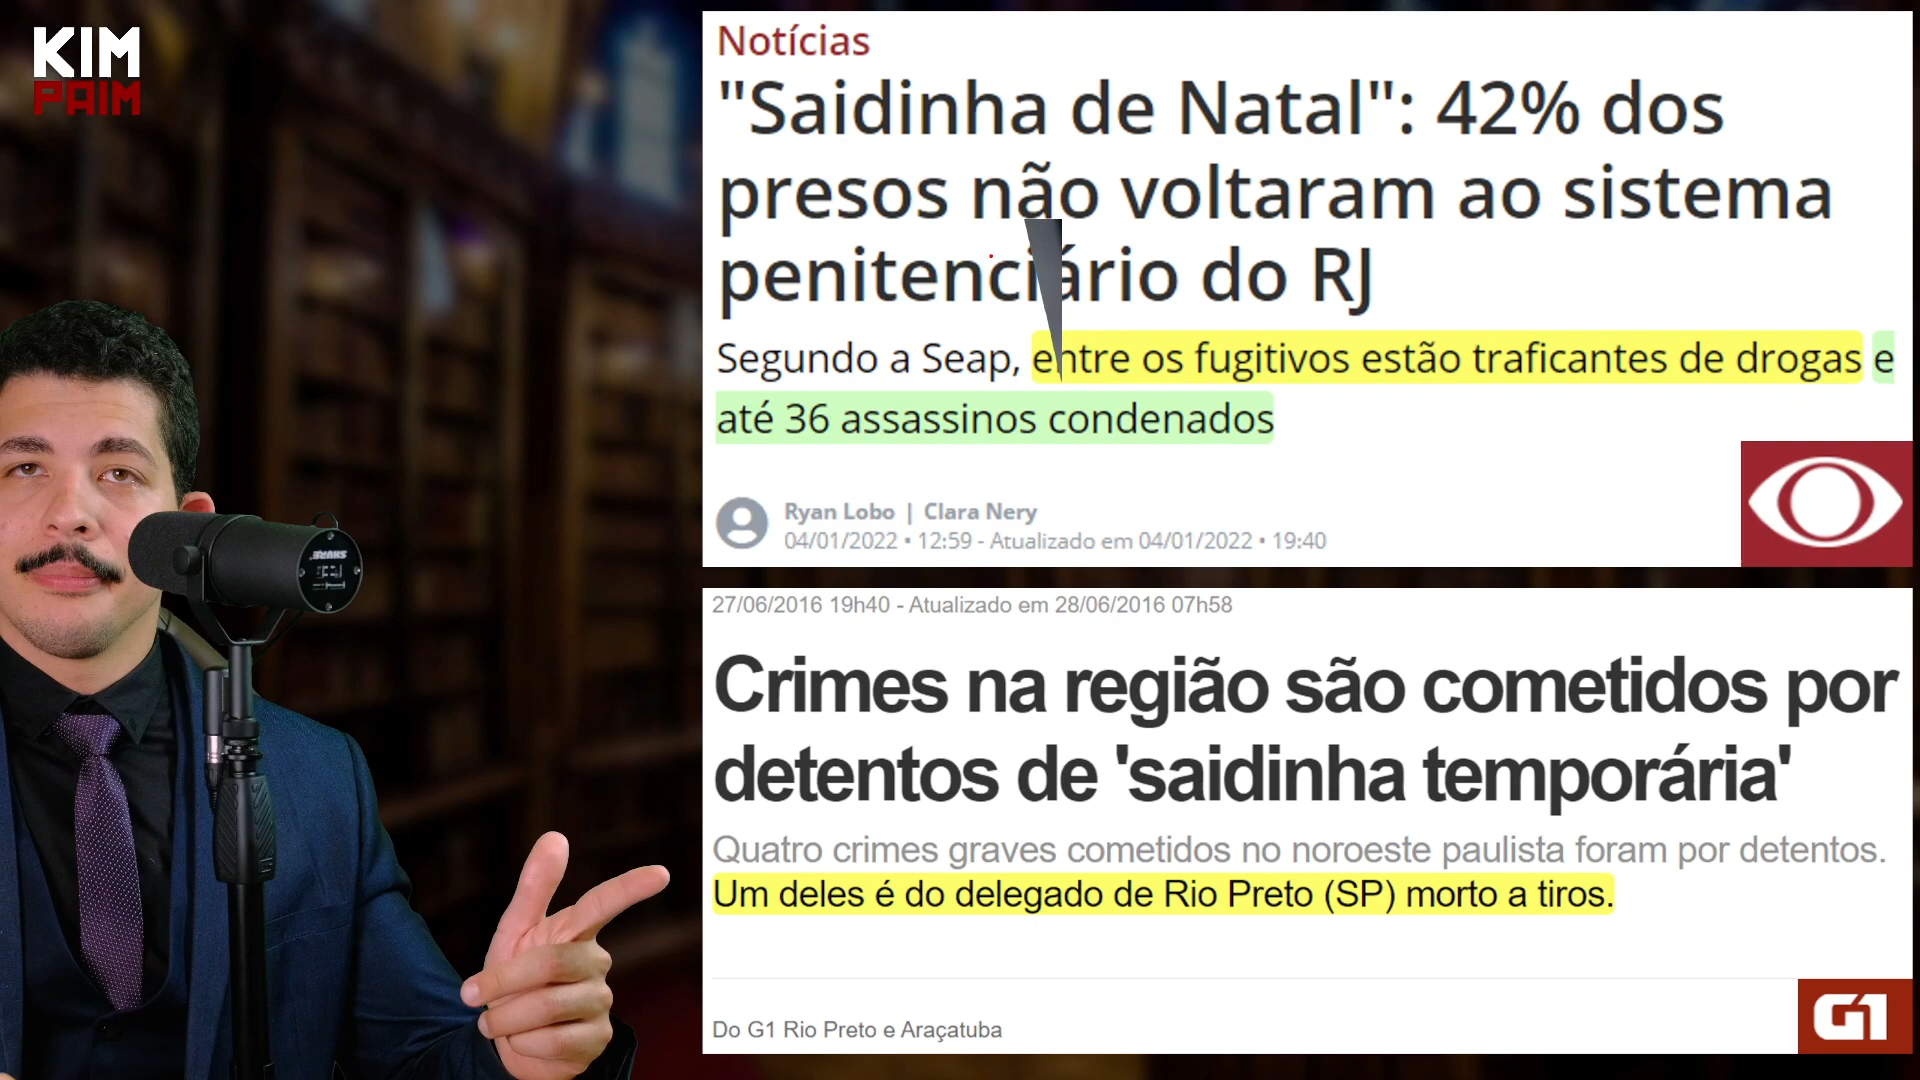 KIM
PAIM
Notícias
"Saidinha de Natal": 42% dos
presos não voltaram ao sistema
penitenciário do RJ
Segundo a Seap, entre os fugitivos estão traficantes de drogas e
até 36 assassinos condenados
Ryan Lobo | Clara Nery
04/01/2022 • 12:59 - Atualizado em 04/01/2022 • 19:40
SHURE
27/06/2016 19h40 - Atualizado em 28/06/2016 07h58
Crimes na região são cometidos por
detentos de 'saidinha temporária'
Quatro crimes graves cometidos no noroeste paulista foram por detentos.
Um deles é do delegado de Rio Preto (SP) morto a tiros.
Do G1 Rio Preto e Araçatuba
G1